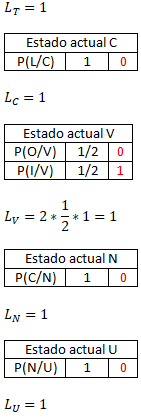 L_T = 1
Estado actual C
P(L/C) 1 0
L_C = 1
Estado actual V
P(O/V) 1/2 0
P(I/V) 1/2 1
L_V = 2 * 1/2 * 1 = 1
Estado actual N
P(C/N) 1 0
L_N = 1
Estado actual U
P(N/U) 1 0
L_U = 1